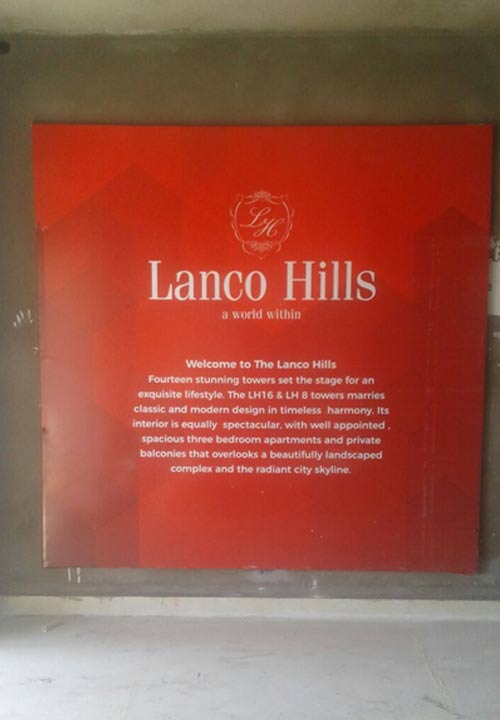 LH
Lanco Hills
a world within
Welcome to The Lanco Hills
Fourteen stunning towers set the stage for an
exquisite lifestyle. The LH16 & LH 8 towers marries
classic and modern design in timeless harmony. Its
interior is equally spectacular, with well appointed ,
spacious three bedroom apartments and private
balconies that overlooks a beautifully landscaped
complex and the radiant city skyline.